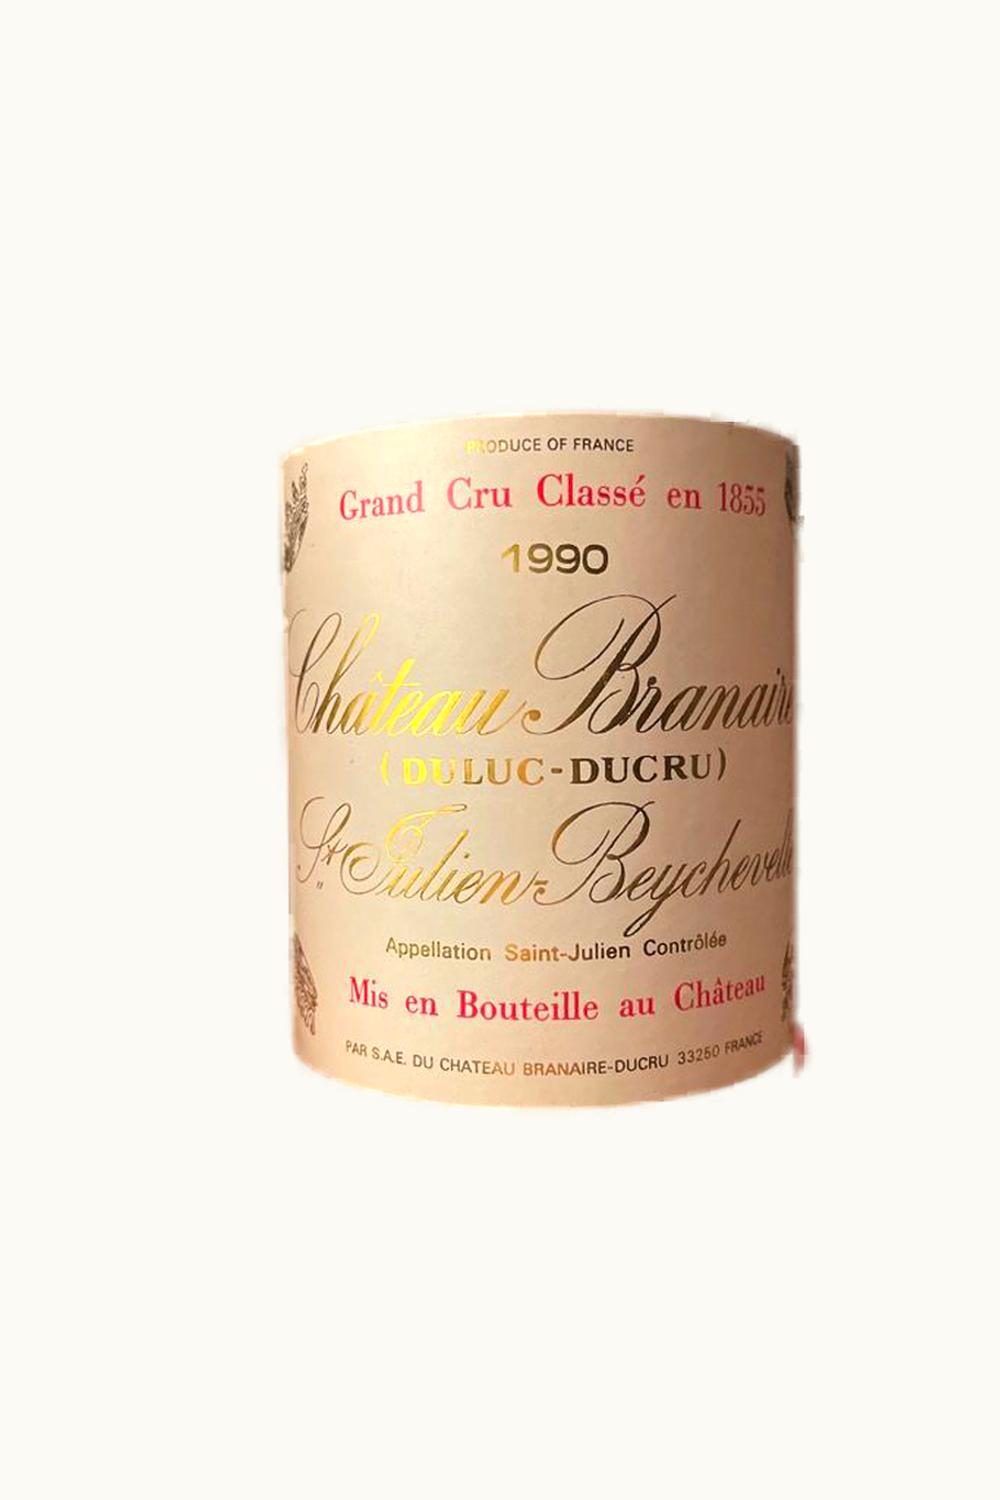 PRODUCE OF FRANCE
Grand Cru Classé en 1855
1990
Château Branaire
(DULUC-DUCRU)
St Julien-Beychevelle
Appellation Saint-Julien Contrôlée
Mis en Bouteille au Château
PAR S.A.E. DU CHATEAU BRANAIRE-DUCRU 33250 FRANCE